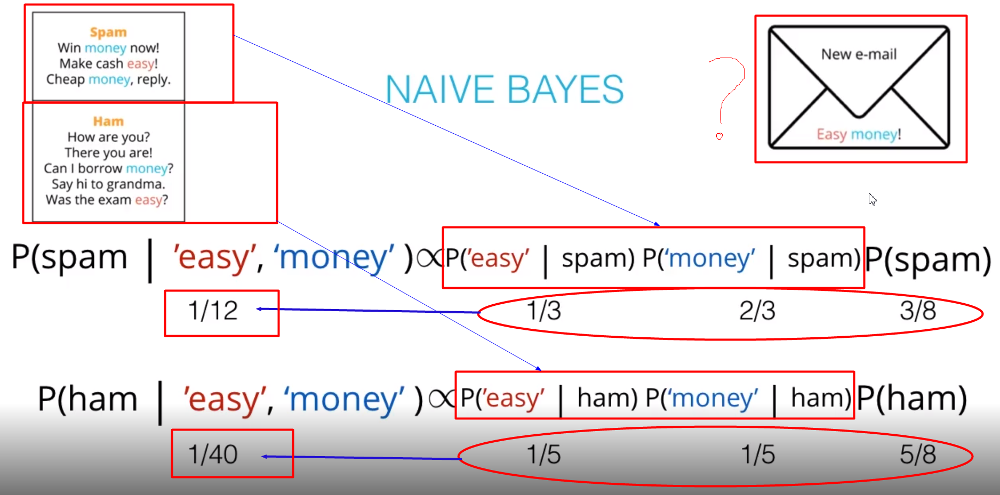 Spam
Win money now!
Make cash easy!
Cheap money, reply.
Ham
How are you?
There you are!
Can I borrow money?
Say hi to grandma.
Was the exam easy?
NAIVE BAYES
?
New e-mail
Easy money!
P(spam | ’easy’, ‘money’ ) ∝ P(’easy’ | spam) P(‘money’ | spam) P(spam)
1/12 1/3 2/3 3/8
P(ham | ’easy’, ‘money’ ) ∝ P(’easy’ | ham) P(‘money’ | ham) P(ham)
1/40 1/5 1/5 5/8